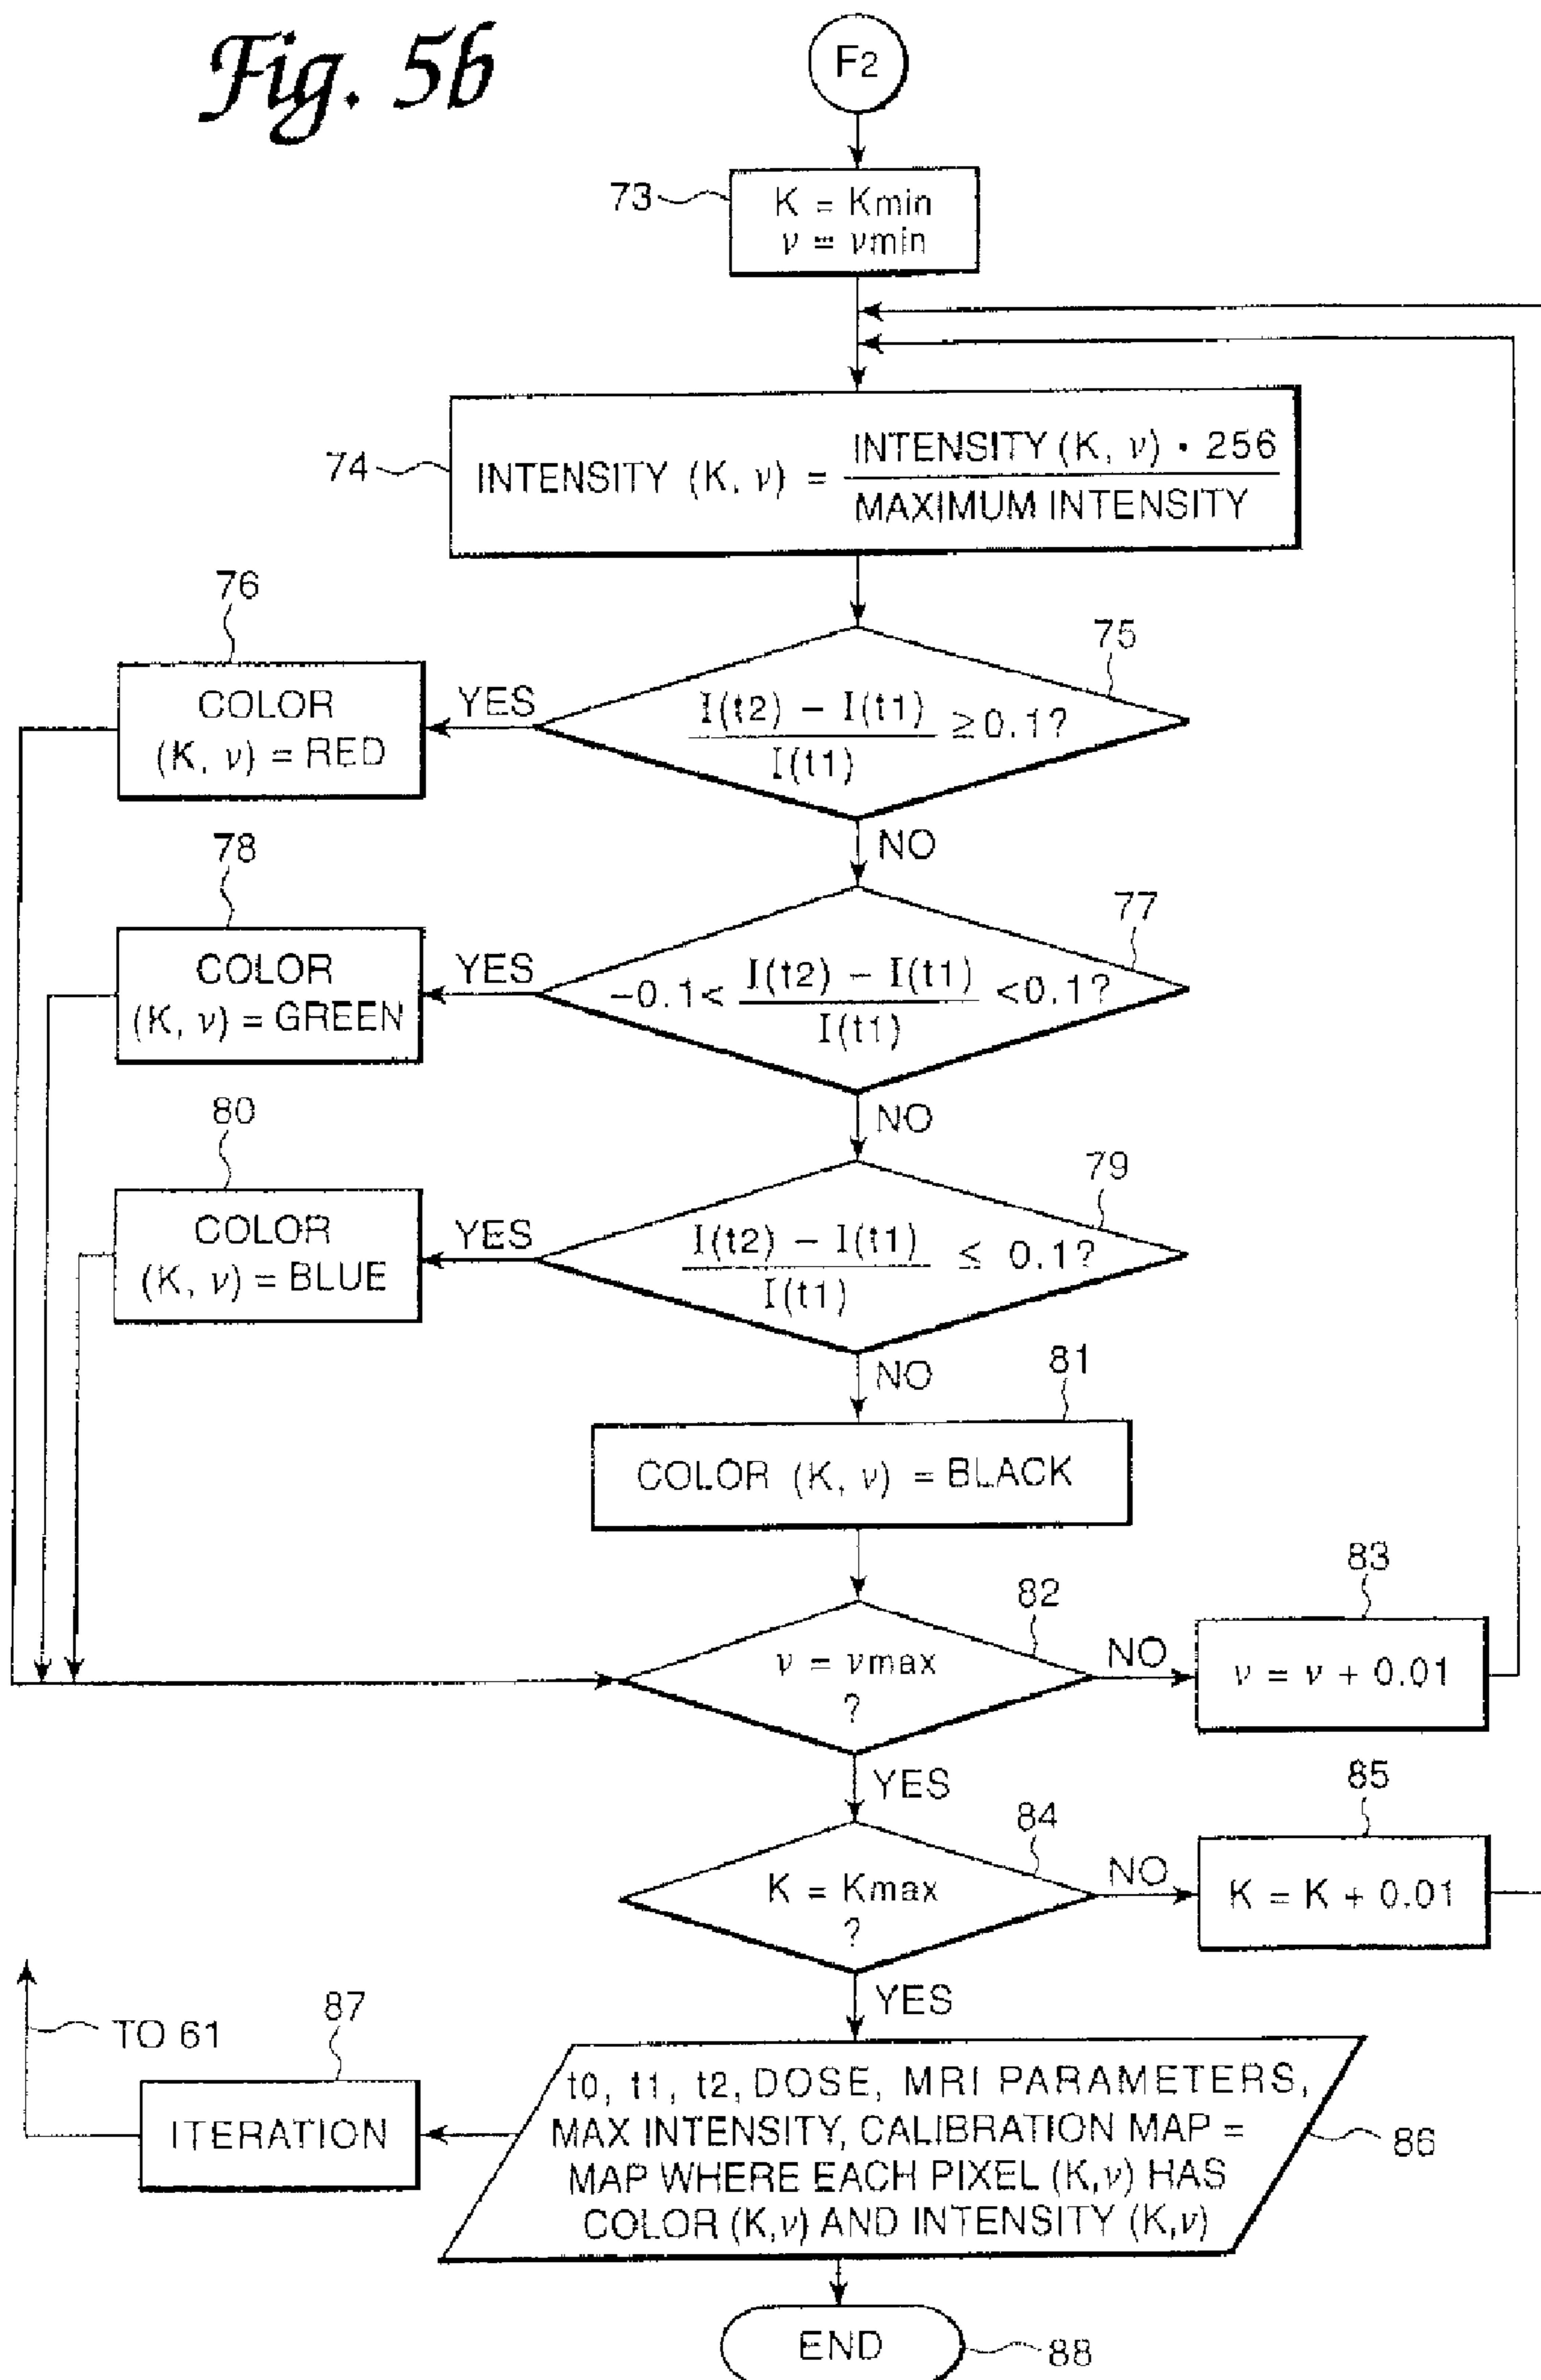 Fig. 5b
F2
73
K = Kmin
ν = νmin
74
INTENSITY (K, ν) = INTENSITY (K, ν) • 256
MAXIMUM INTENSITY
76
75
COLOR
(K, ν) = RED
YES
I(t2) − I(t1)
I(t1)
≥ 0.1?
NO
78
77
COLOR
(K, ν) = GREEN
YES
-0.1< I(t2) − I(t1) <0.1?
I(t1)
NO
80
79
COLOR
(K, ν) = BLUE
YES
I(t2) − I(t1)
I(t1)
≤ 0.1?
NO
81
COLOR (K, ν) = BLACK
82
83
ν = νmax
?
NO
ν = ν + 0.01
YES
84
85
K = Kmax
?
NO
K = K + 0.01
YES
TO 61
87
ITERATION
t0, t1, t2, DOSE, MRI PARAMETERS,
MAX INTENSITY, CALIBRATION MAP =
MAP WHERE EACH PIXEL (K,ν) HAS
COLOR (K,ν) AND INTENSITY (K,ν)
86
END
88